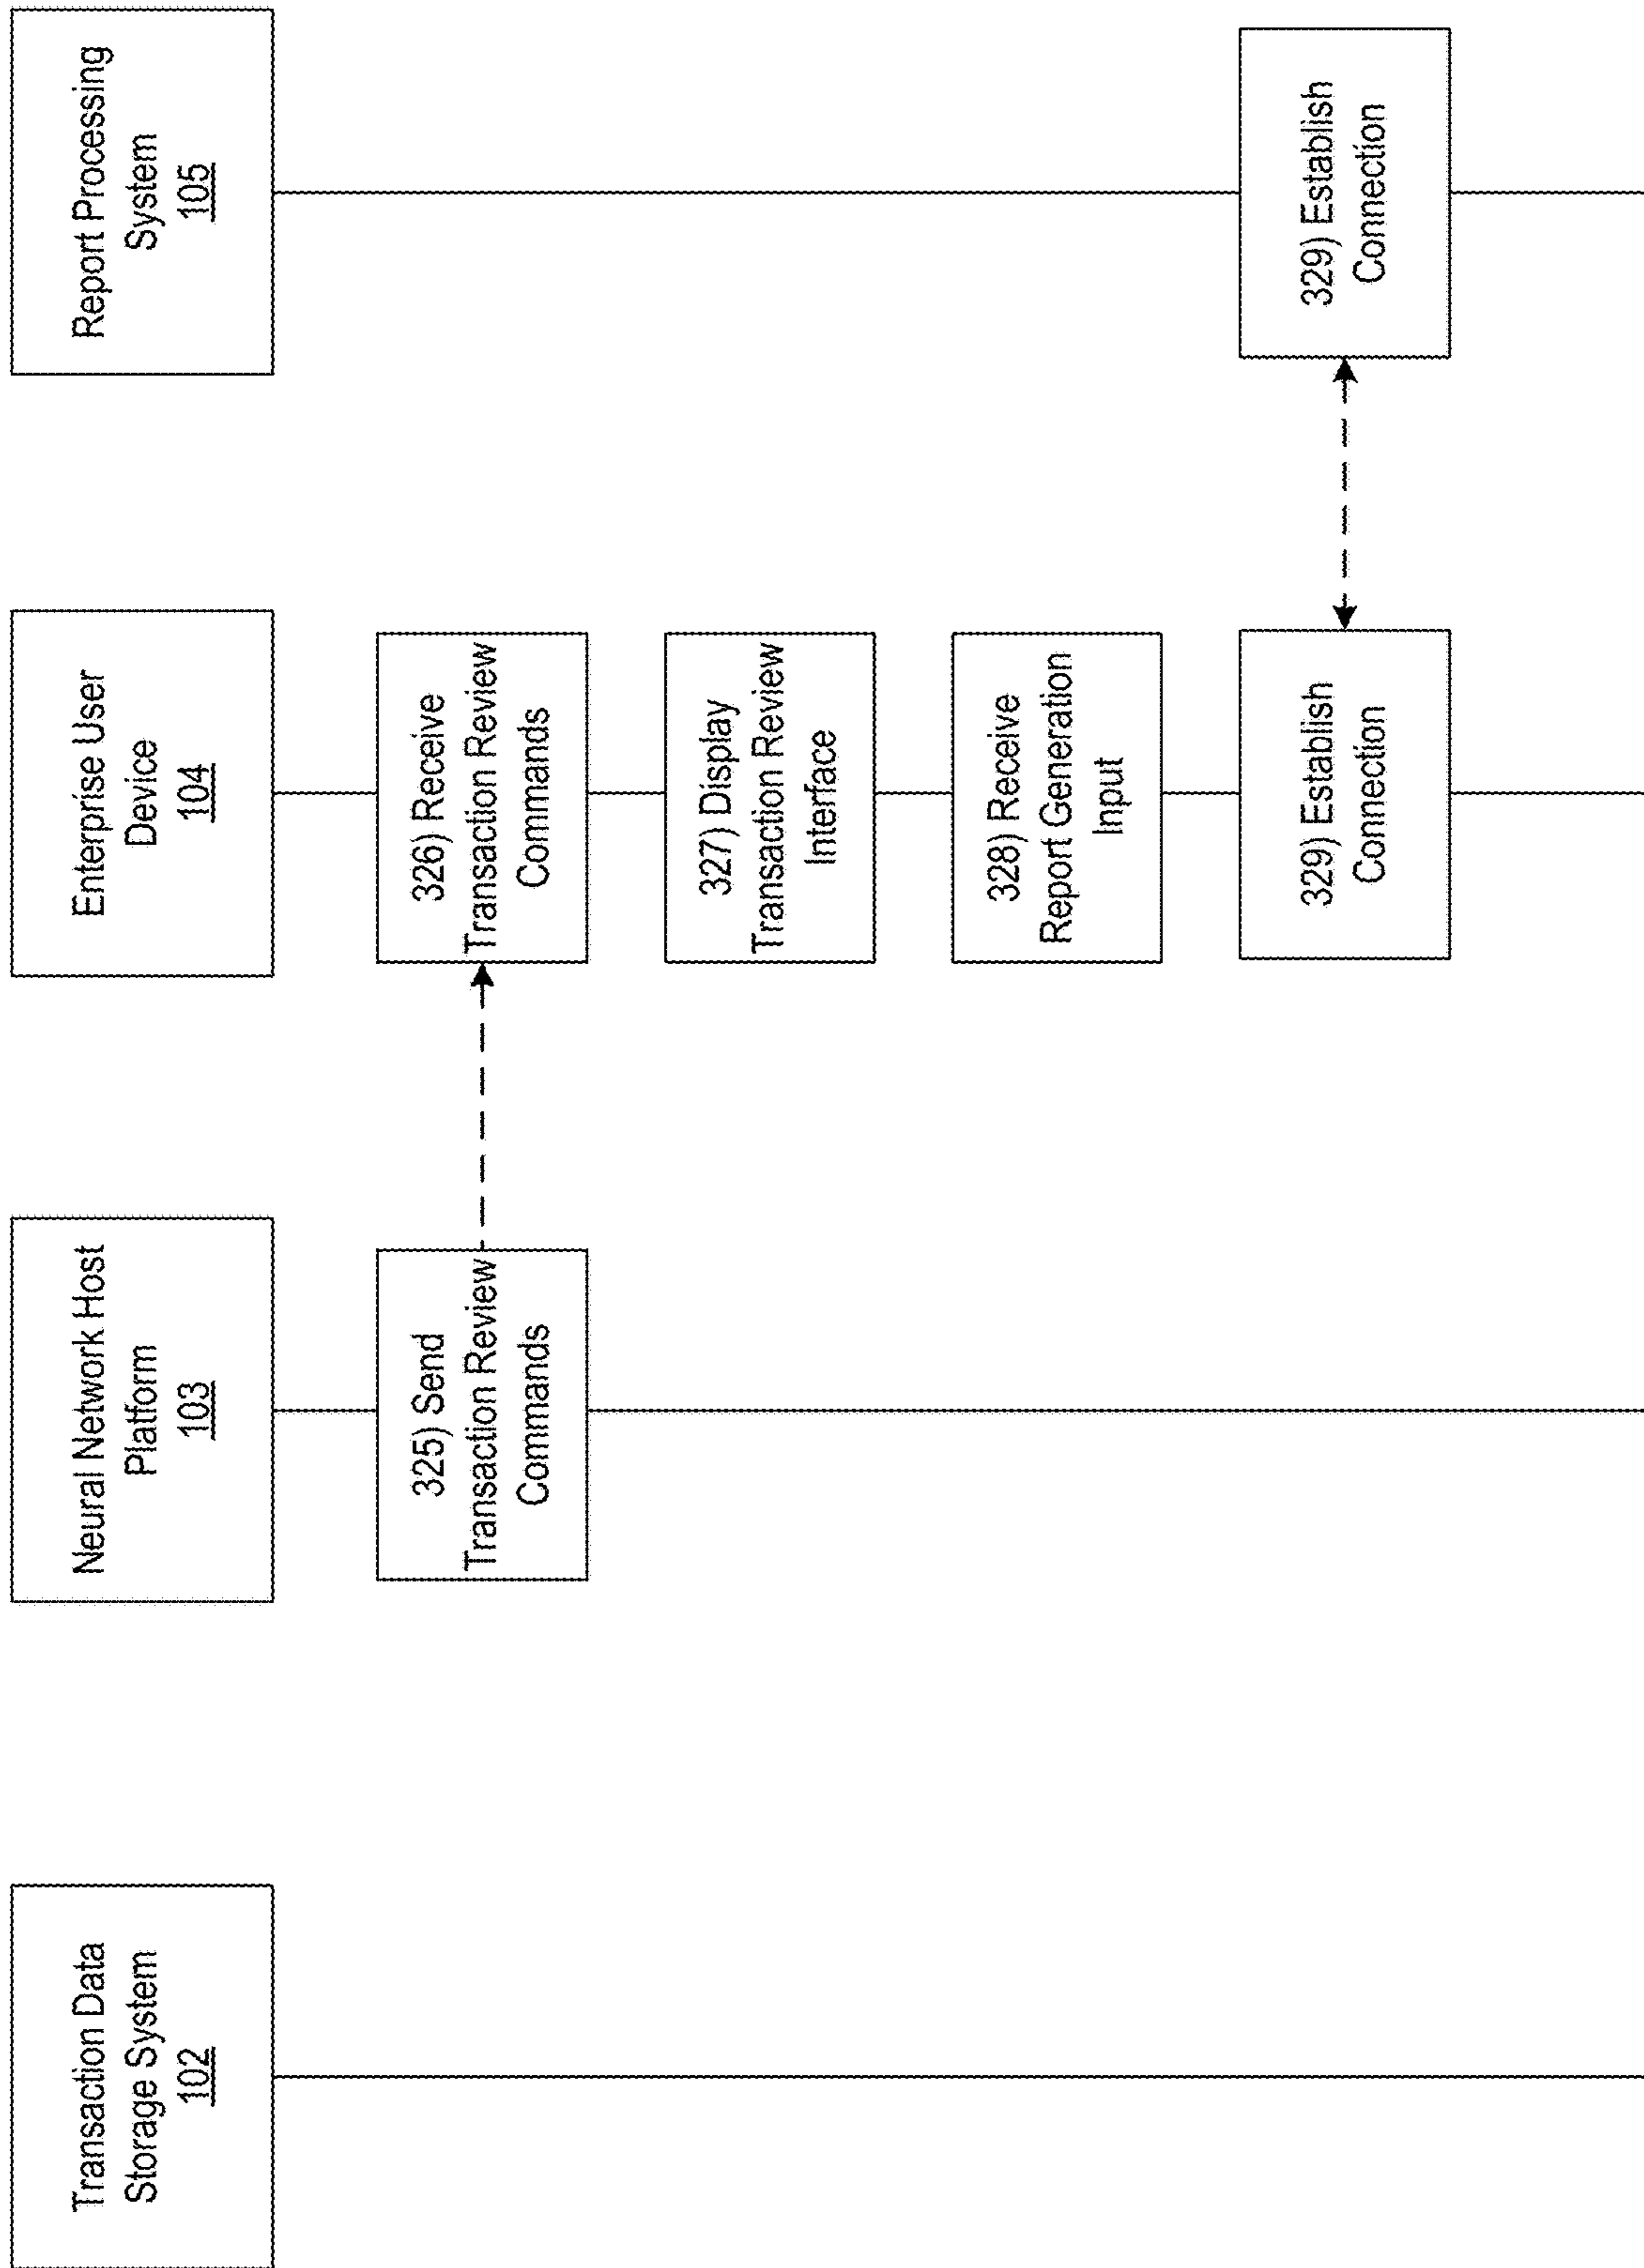 Transaction Data
Storage System
102
Neural Network Host
Platform
103
Enterprise User
Device
104
Report Processing
System
105
325) Send
Transaction Review
Commands
326) Receive
Transaction Review
Commands
327) Display
Transaction Review
Interface
328) Receive
Report Generation
Input
329) Establish
Connection
329) Establish
Connection